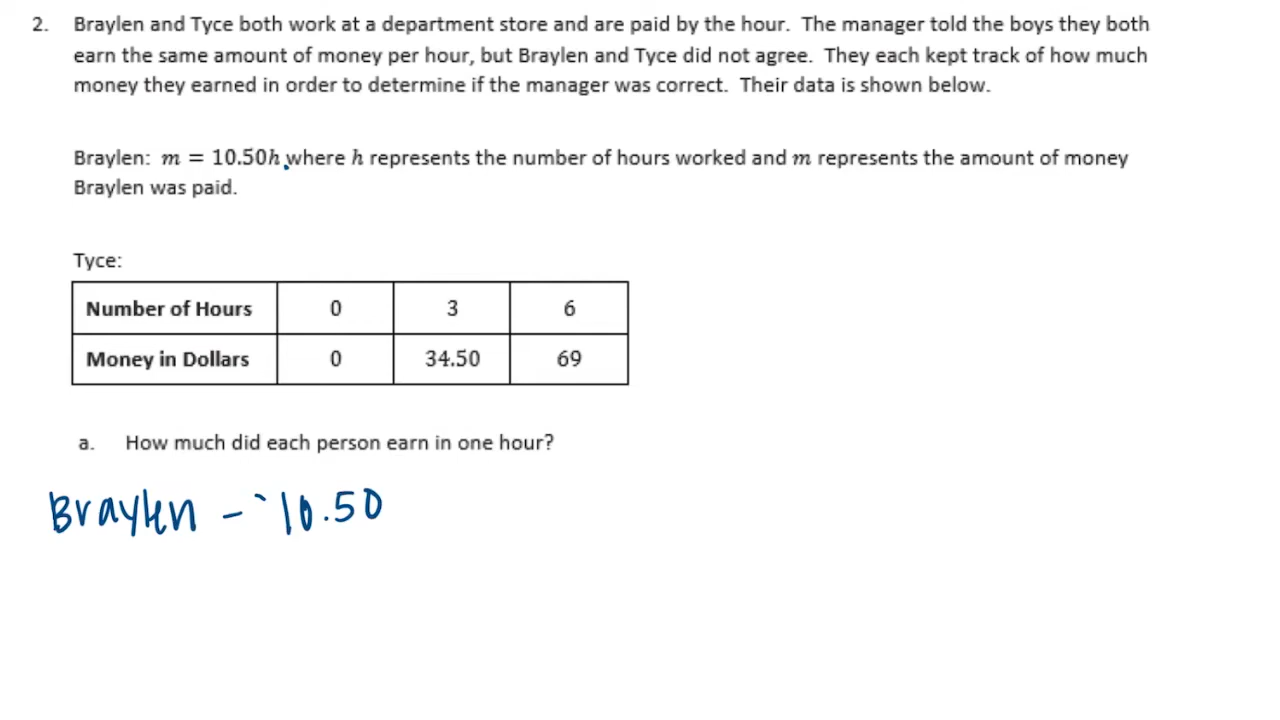 2. Braylen and Tyce both work at a department store and are paid by the hour. The manager told the boys they both
earn the same amount of money per hour, but Braylen and Tyce did not agree. They each kept track of how much
money they earned in order to determine if the manager was correct. Their data is shown below.
Braylen: m = 10.50h where h represents the number of hours worked and m represents the amount of money
Braylen was paid.
Tyce:
Number of Hours 0 3 6
Money in Dollars 0 34.50 69
a. How much did each person earn in one hour?
Braylen - 10.50